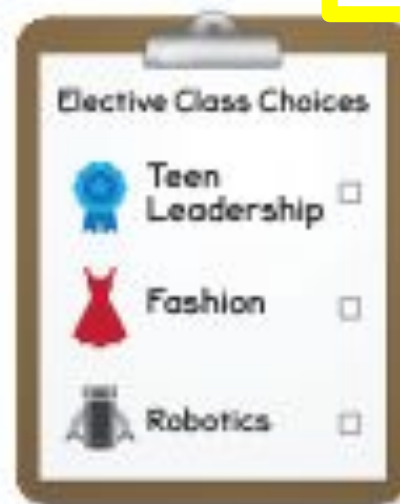 Elective Class Choices
Teen
Leadership
Fashion
Robotics